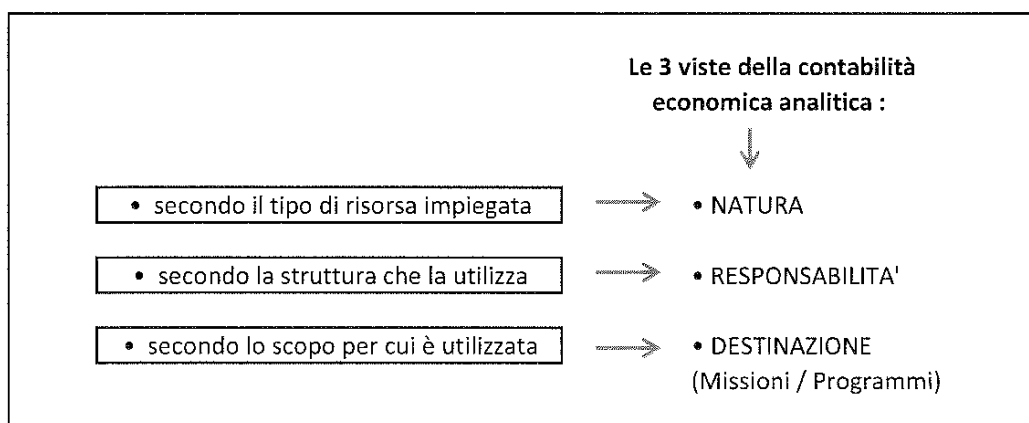 Le 3 viste della contabilità
economica analitica :
• secondo il tipo di risorsa impiegata
• NATURA
• secondo la struttura che la utilizza
• RESPONSABILITA'
• secondo lo scopo per cui è utilizzata
• DESTINAZIONE
(Missioni / Programmi)